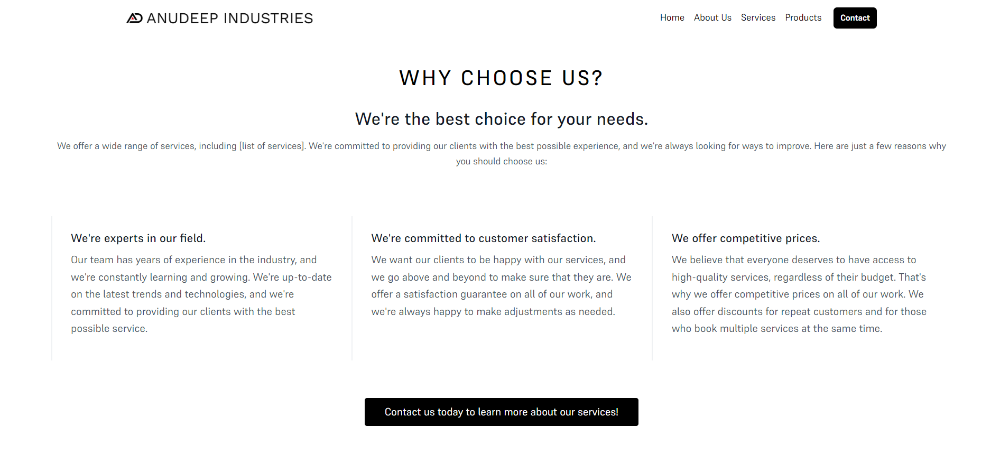 ANUDEEP INDUSTRIES
Home About Us Services Products Contact
WHY CHOOSE US?
We're the best choice for your needs.
We offer a wide range of services, including [list of services]. We're committed to providing our clients with the best possible experience, and we're always looking for ways to improve. Here are just a few reasons why
you should choose us:
We're experts in our field.
Our team has years of experience in the industry, and
we're constantly learning and growing. We're up-to-date
on the latest trends and technologies, and we're
committed to providing our clients with the best
possible service.
We're committed to customer satisfaction.
We want our clients to be happy with our services, and
we go above and beyond to make sure that they are. We
offer a satisfaction guarantee on all of our work, and
we're always happy to make adjustments as needed.
We offer competitive prices.
We believe that everyone deserves to have access to
high-quality services, regardless of their budget. That's
why we offer competitive prices on all of our work. We
also offer discounts for repeat customers and for those
who book multiple services at the same time.
Contact us today to learn more about our services!